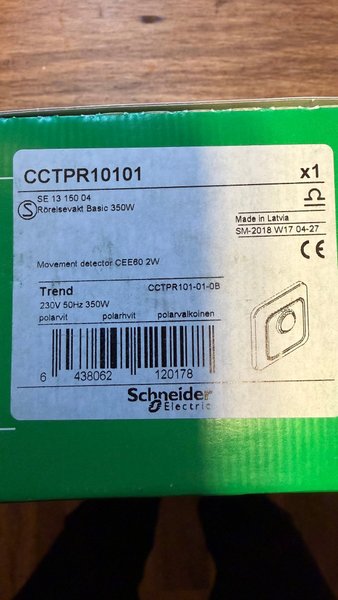 CCTPR10101 x1
SE 13 150 04
S Rörelsevakt Basic 350W
Made in Latvia
SM-2018 W17 04-27
CE
Movement detector CEE60 2W
Trend CCTPR101-01-0B
230V 50Hz 350W
polarvit polarhvit polarvalkoinen
6 438062 120178
Schneider
Electric